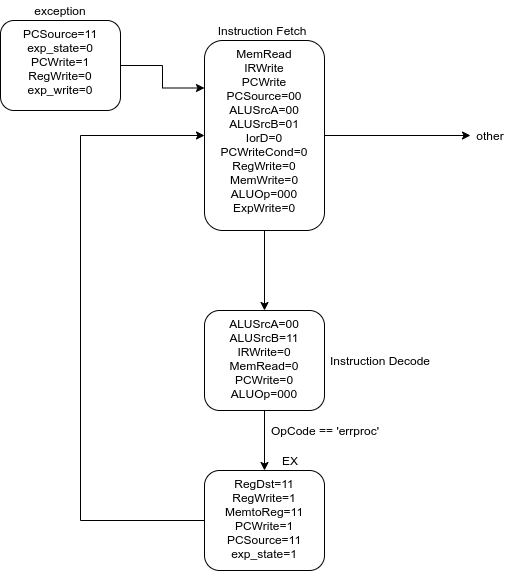 exception
PCSource=11
exp_state=0
PCWrite=1
RegWrite=0
exp_write=0
Instruction Fetch
MemRead
IRWrite
PCWrite
PCSource=00
ALUSrcA=00
ALUSrcB=01
IorD=0
PCWriteCond=0
RegWrite=0
MemWrite=0
ALUOp=000
ExpWrite=0
other
ALUSrcA=00
ALUSrcB=11
IRWrite=0
MemRead=0
PCWrite=0
ALUOp=000
Instruction Decode
OpCode == 'errproc'
EX
RegDst=11
RegWrite=1
MemtoReg=11
PCWrite=1
PCSource=11
exp_state=1